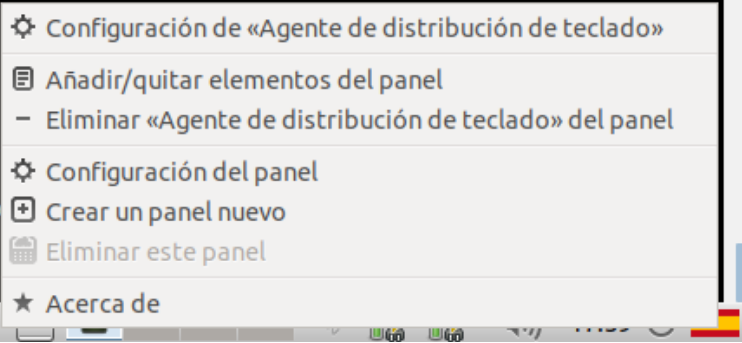 Configuración de «Agente de distribución de teclado»
Añadir/quitar elementos del panel
Eliminar «Agente de distribución de teclado» del panel
Configuración del panel
Crear un panel nuevo
Eliminar este panel
Acerca de